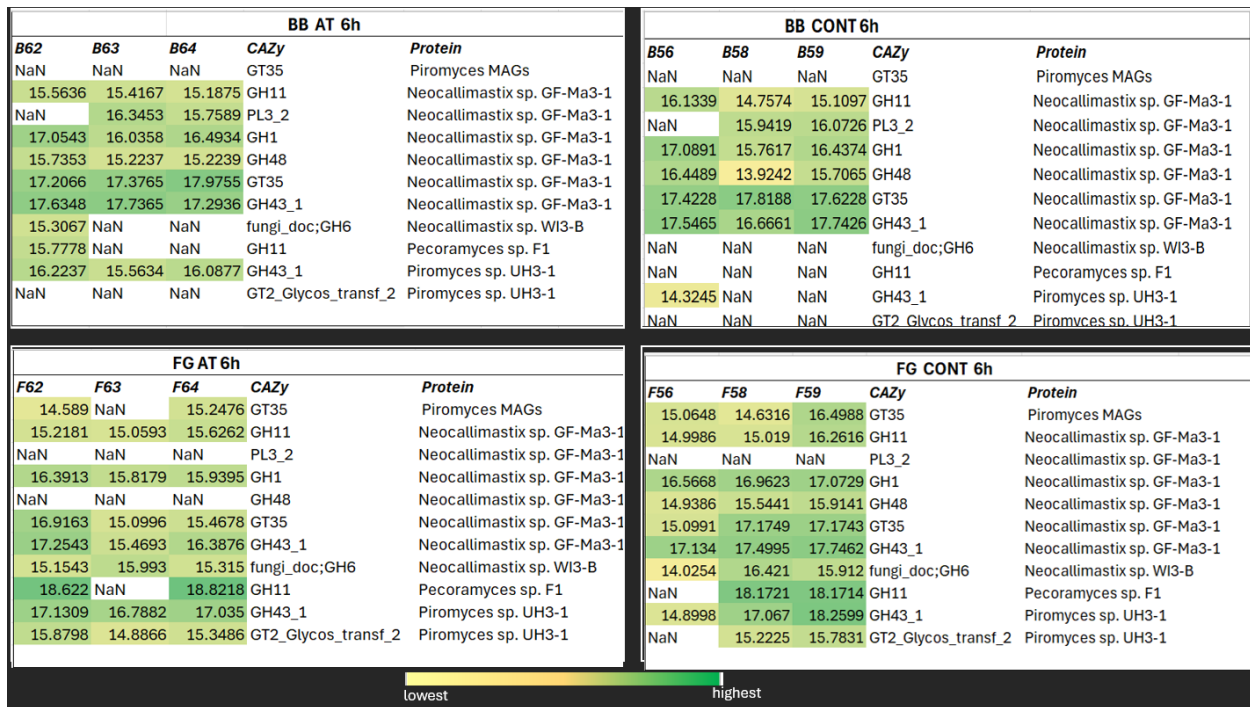 BB AT 6h
B62 B63 B64 CAZy Protein
NaN NaN NaN GT35 Piromyces MAGs
15.5636 15.4167 15.1875 GH11 Neocallimastix sp. GF-Ma3-1
NaN 16.3453 15.7589 PL3_2 Neocallimastix sp. GF-Ma3-1
17.0543 16.0358 16.4934 GH1 Neocallimastix sp. GF-Ma3-1
15.7353 15.2237 15.2239 GH48 Neocallimastix sp. GF-Ma3-1
17.2066 17.3765 17.9755 GT35 Neocallimastix sp. GF-Ma3-1
17.6348 17.7365 17.2936 GH43_1 Neocallimastix sp. GF-Ma3-1
15.3067 NaN NaN fungi_doc;GH6 Neocallimastix sp. WI3-B
15.7778 NaN NaN GH11 Pecoramyces sp. F1
16.2237 15.5634 16.0877 GH43_1 Piromyces sp. UH3-1
NaN NaN NaN GT2_Glycos_transf_2 Piromyces sp. UH3-1
BB CONT 6h
B56 B58 B59 CAZy Protein
NaN NaN NaN GT35 Piromyces MAGs
16.1339 14.7574 15.1097 GH11 Neocallimastix sp. GF-Ma3-1
NaN 15.9419 16.0726 PL3_2 Neocallimastix sp. GF-Ma3-1
17.0891 15.7617 16.4374 GH1 Neocallimastix sp. GF-Ma3-1
16.4489 13.9242 15.7065 GH48 Neocallimastix sp. GF-Ma3-1
17.4228 17.8188 17.6228 GT35 Neocallimastix sp. GF-Ma3-1
17.5465 16.6661 17.7426 GH43_1 Neocallimastix sp. GF-Ma3-1
NaN NaN NaN fungi_doc;GH6 Neocallimastix sp. WI3-B
NaN NaN NaN GH11 Pecoramyces sp. F1
14.3245 NaN NaN GH43_1 Piromyces sp. UH3-1
NaN NaN NaN GT2_Glycos_transf_2 Piromyces sp. UH3-1
FG AT 6h
F62 F63 F64 CAZy Protein
14.589 NaN 15.2476 GT35 Piromyces MAGs
15.2181 15.0593 15.6262 GH11 Neocallimastix sp. GF-Ma3-1
NaN NaN NaN PL3_2 Neocallimastix sp. GF-Ma3-1
16.3913 15.8179 15.9395 GH1 Neocallimastix sp. GF-Ma3-1
NaN NaN NaN GH48 Neocallimastix sp. GF-Ma3-1
16.9163 15.0996 15.4678 GT35 Neocallimastix sp. GF-Ma3-1
17.2543 15.4693 16.3876 GH43_1 Neocallimastix sp. GF-Ma3-1
15.1543 15.993 15.315 fungi_doc;GH6 Neocallimastix sp. WI3-B
18.622 NaN 18.8218 GH11 Pecoramyces sp. F1
17.1309 16.7882 17.035 GH43_1 Piromyces sp. UH3-1
15.8798 14.8866 15.3486 GT2_Glycos_transf_2 Piromyces sp. UH3-1
FG CONT 6h
F56 F58 F59 CAZy Protein
15.0648 14.6316 16.4988 GT35 Piromyces MAGs
14.9986 15.019 16.2616 GH11 Neocallimastix sp. GF-Ma3-1
NaN NaN NaN PL3_2 Neocallimastix sp. GF-Ma3-1
16.5668 16.9623 17.0729 GH1 Neocallimastix sp. GF-Ma3-1
14.9386 15.5441 15.9141 GH48 Neocallimastix sp. GF-Ma3-1
15.0991 17.1749 17.1743 GT35 Neocallimastix sp. GF-Ma3-1
17.134 17.4995 17.7462 GH43_1 Neocallimastix sp. GF-Ma3-1
14.0254 16.421 15.912 fungi_doc;GH6 Neocallimastix sp. WI3-B
NaN 18.1721 18.1714 GH11 Pecoramyces sp. F1
14.8998 17.067 18.2599 GH43_1 Piromyces sp. UH3-1
NaN 15.2225 15.7831 GT2_Glycos_transf_2 Piromyces sp. UH3-1
lowest highest